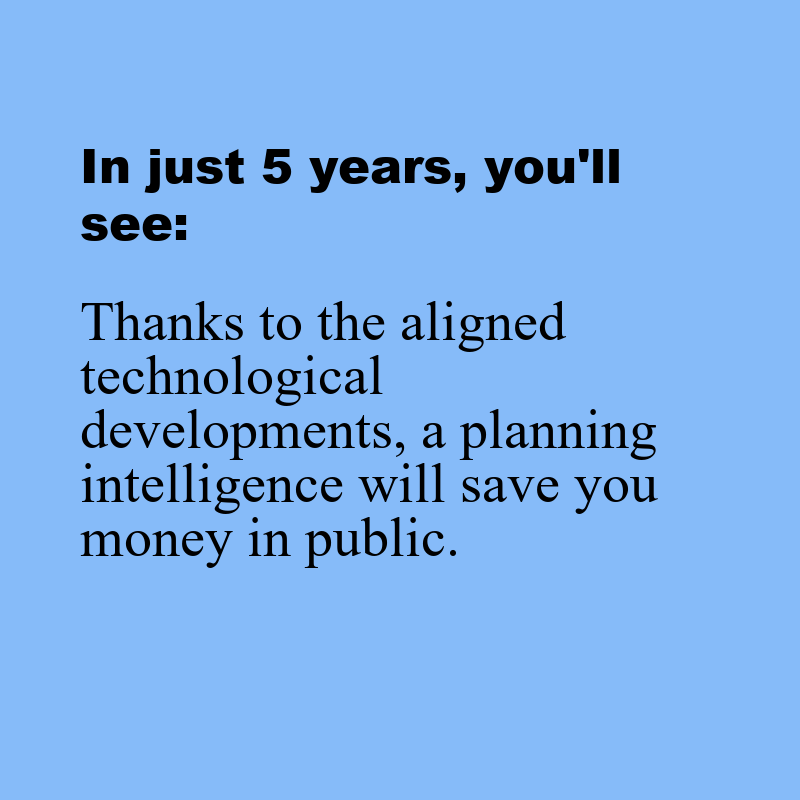 In just 5 years, you'll
see:
Thanks to the aligned
technological
developments, a planning
intelligence will save you
money in public.